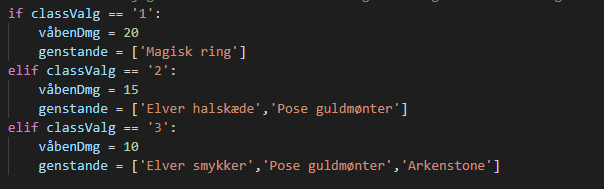 if classValg == '1':
    våbenDmg = 20
    genstande = ['Magisk ring']
elif classValg == '2':
    våbenDmg = 15
    genstande = ['Elver halskæde','Pose guldmønter']
elif classValg == '3':
    våbenDmg = 10
    genstande = ['Elver smykker','Pose guldmønter','Arkenstone']